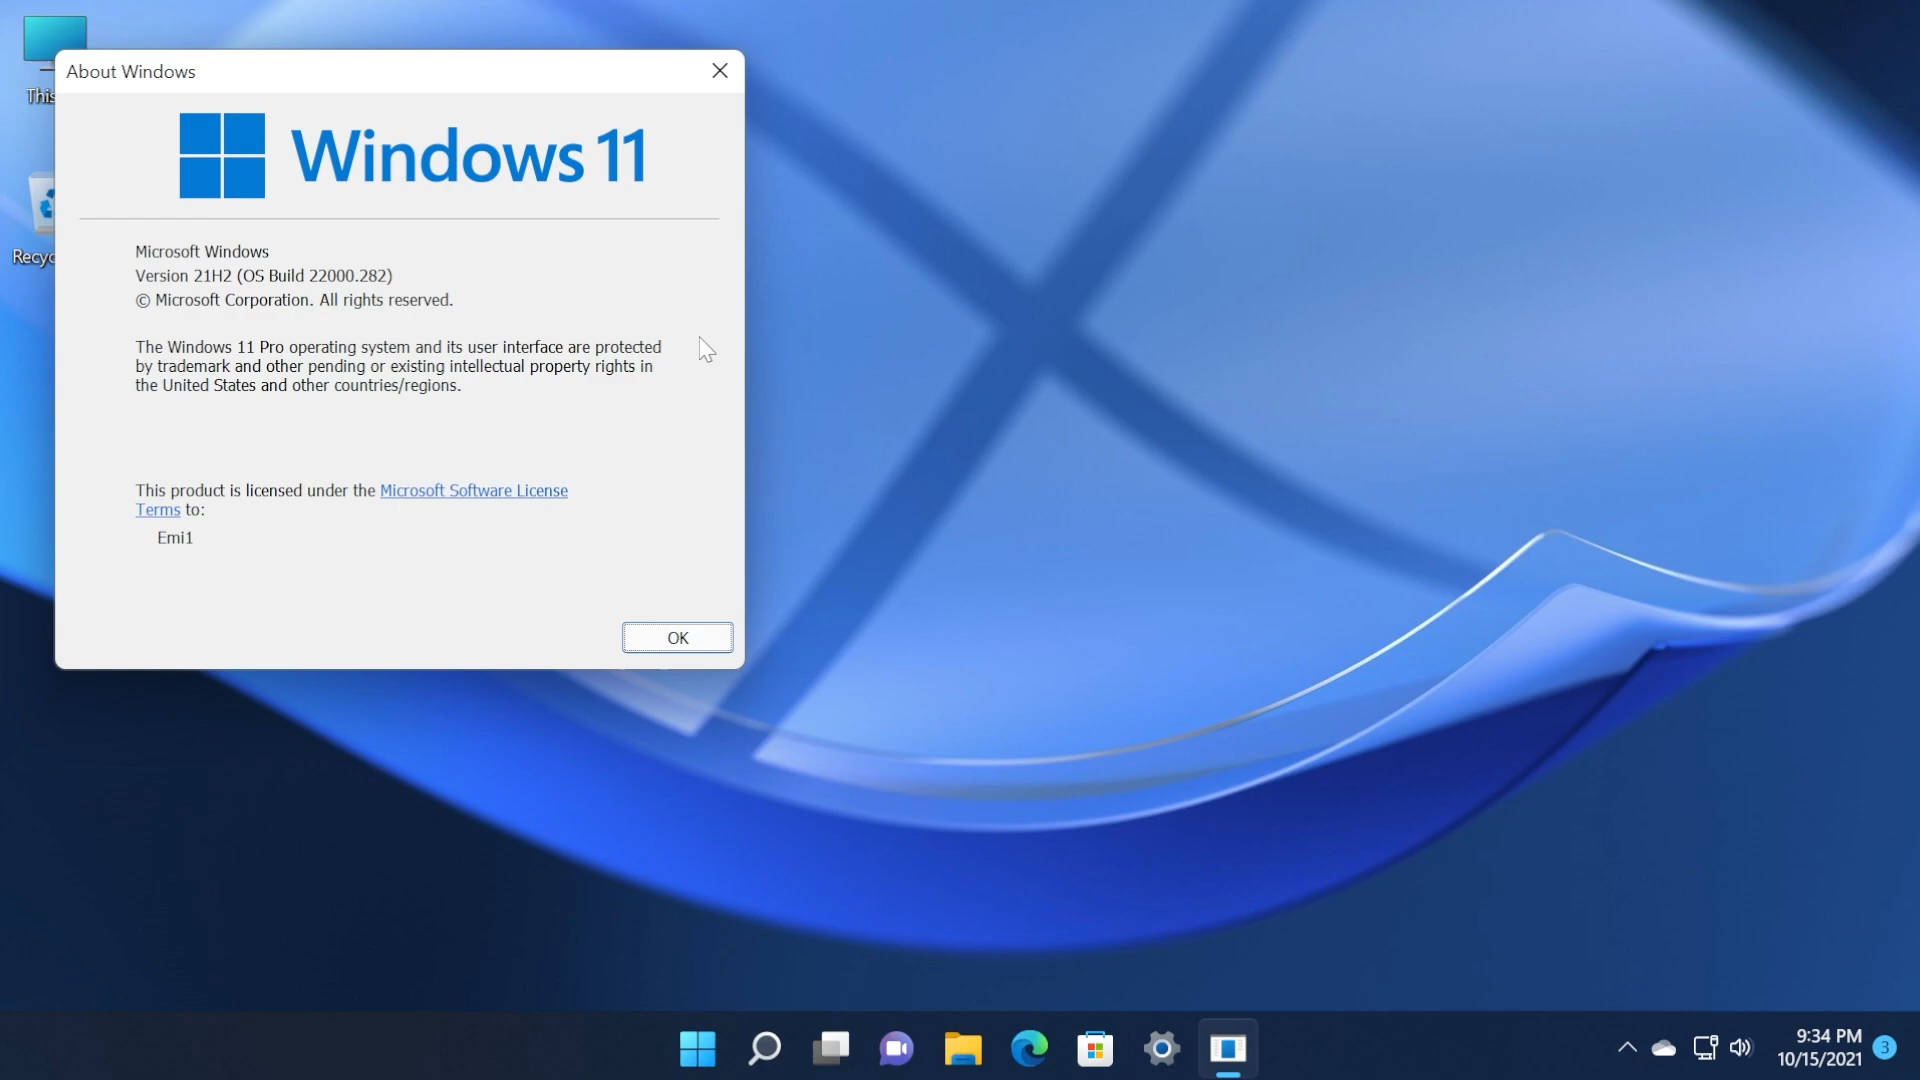 This
Recyc
About Windows
Windows 11
Microsoft Windows
Version 21H2 (OS Build 22000.282)
© Microsoft Corporation. All rights reserved.
The Windows 11 Pro operating system and its user interface are protected
by trademark and other pending or existing intellectual property rights in
the United States and other countries/regions.
This product is licensed under the Microsoft Software License
Terms to:
Emi1
OK
9:34 PM
10/15/2021
3